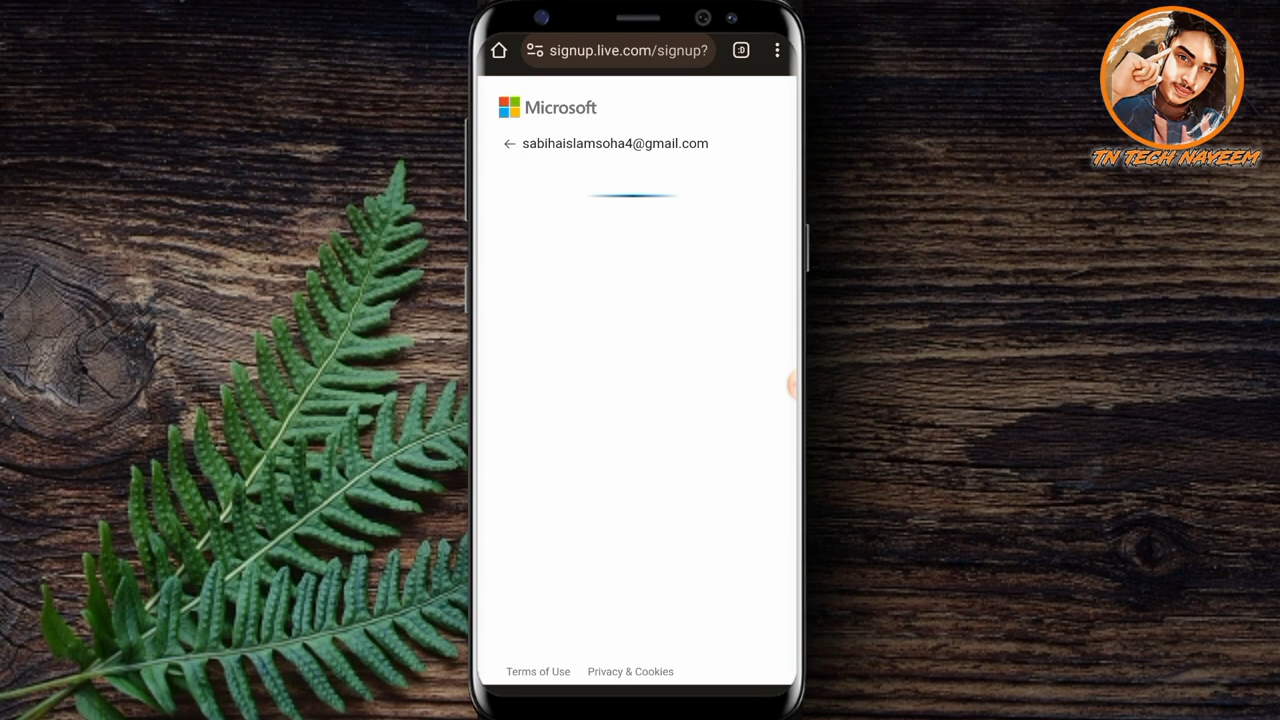 signup.live.com/signup?
:D
Microsoft
← sabihaislamsoha4@gmail.com
Terms of Use Privacy & Cookies
TN TECH NAYEEM